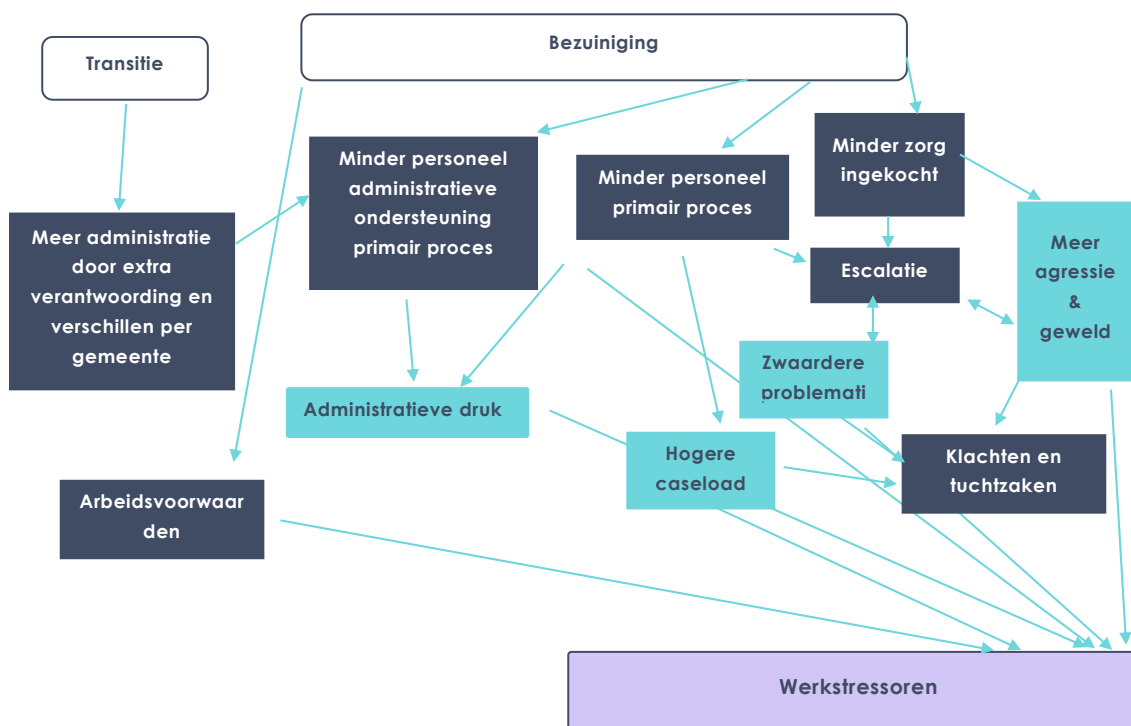 Transitie
Bezuiniging
Minder personeel
administratieve
ondersteuning
primair proces
Minder personeel
primair proces
Minder zorg
ingekocht
Meer administratie
door extra
verantwoording en
verschillen per
gemeente
Escalatie
Meer
agressie
&
geweld
Zwaardere
problemati
Administratieve druk
Hogere
caseload
Klachten en
tuchtzaken
Arbeidsvoorwaar
den
Werkstressoren